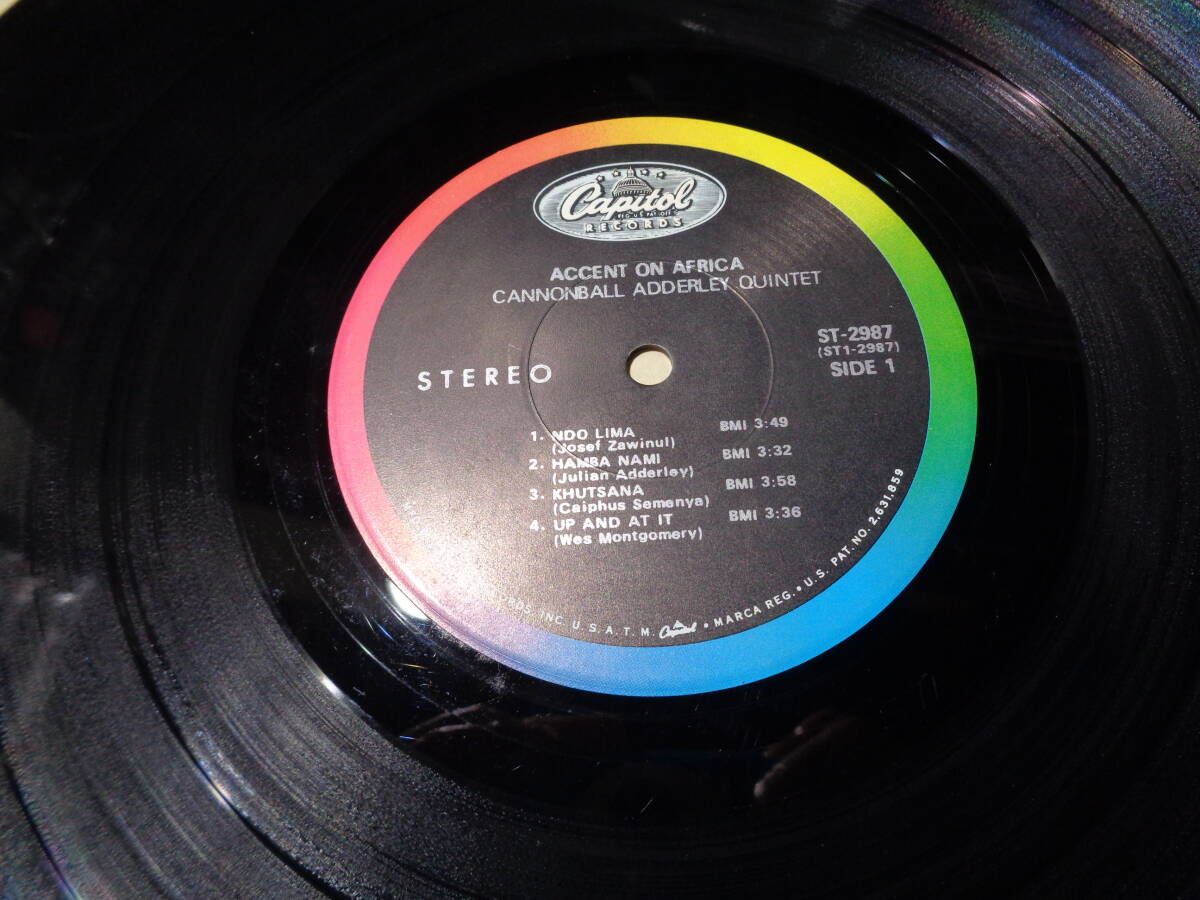 Capitol
REG. U.S. PAT. OFF.
RECORDS
ACCENT ON AFRICA
CANNONBALL ADDERLEY QUINTET
ST-2987
(ST1-2987)
SIDE 1
STEREO
1. NDO LIMA BMI 3:49
(Josef Zawinul)
2. HAMBA NAMI BMI 3:32
(Julian Adderley)
3. KHUTSANA BMI 3:58
(Caiphus Semenya)
4. UP AND AT IT BMI 3:36
(Wes Montgomery)
INC. U.S.A. T.M. Capitol • MARCA REG. • U.S. PAT. NO. 2,631,859